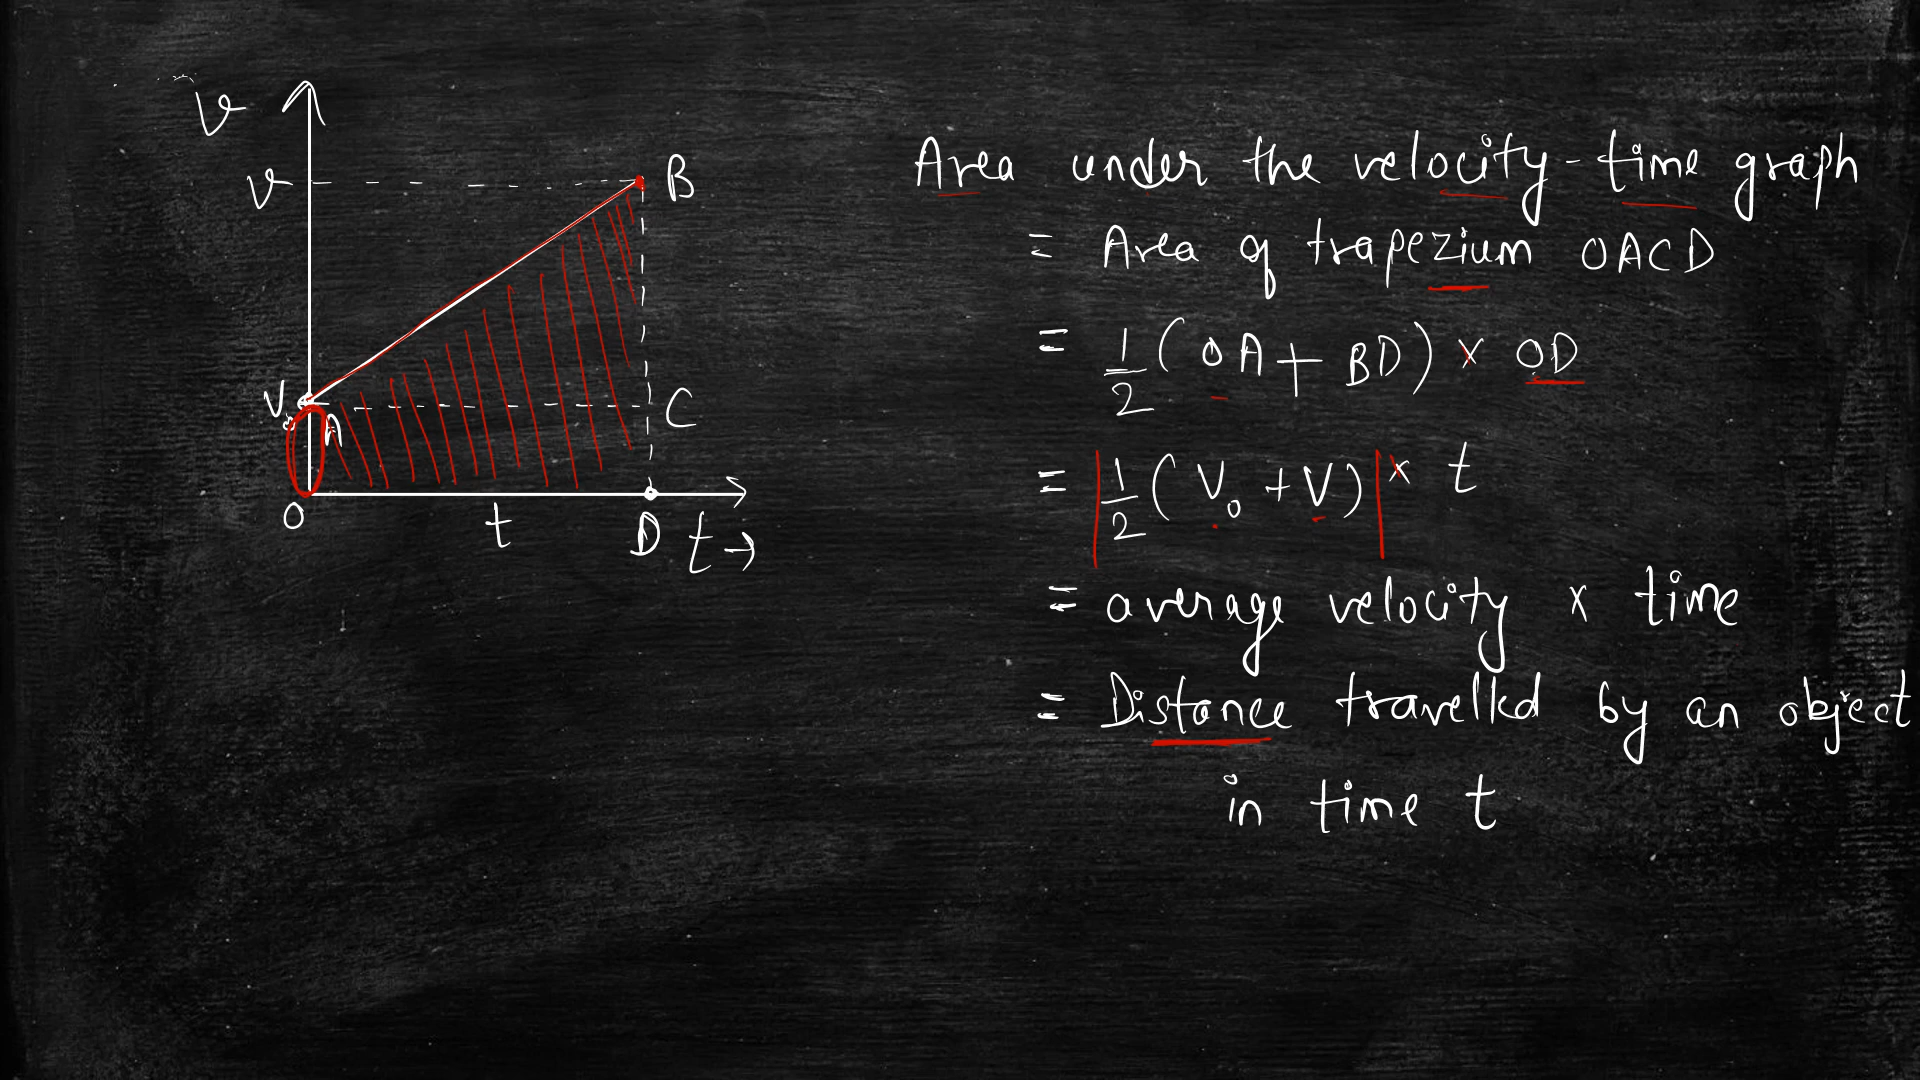 v
v
B
V₀
A
C
O
t
D
t →
Area under the velocity-time graph
= Area of trapezium OACD
= 1/2 (OA + BD) × OD
= 1/2 (V₀ + V) × t
= average velocity × time
= Distance travelled by an object
in time t